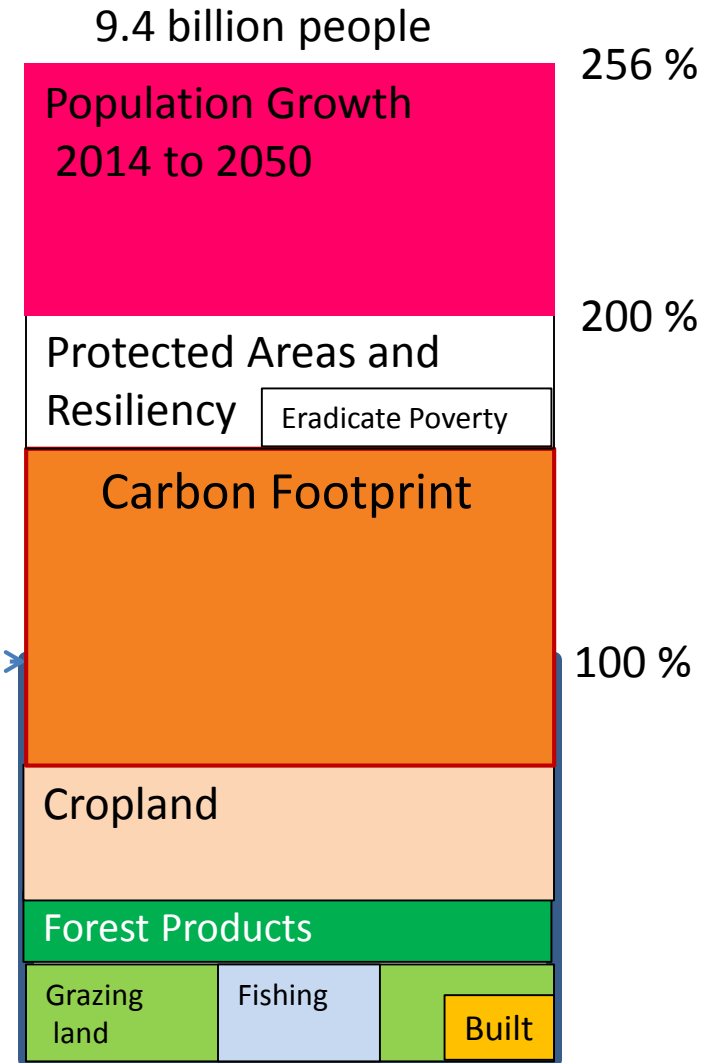 9.4 billion people
256 %
Population Growth
2014 to 2050
200 %
Protected Areas and
Resiliency
Eradicate Poverty
Carbon Footprint
100 %
Cropland
Forest Products
Grazing
land
Fishing
Built